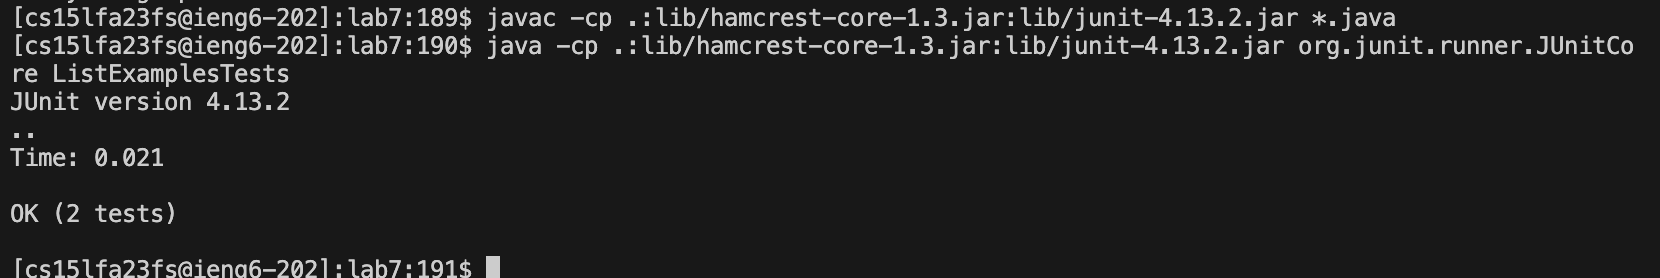 [cs15lfa23fs@ieng6-202]:lab7:189$ javac -cp .:lib/hamcrest-core-1.3.jar:lib/junit-4.13.2.jar *.java
[cs15lfa23fs@ieng6-202]:lab7:190$ java -cp .:lib/hamcrest-core-1.3.jar:lib/junit-4.13.2.jar org.junit.runner.JUnitCo
re ListExamplesTests
JUnit version 4.13.2
..
Time: 0.021
OK (2 tests)
[cs15lfa23fs@ieng6-202]:lab7:191$